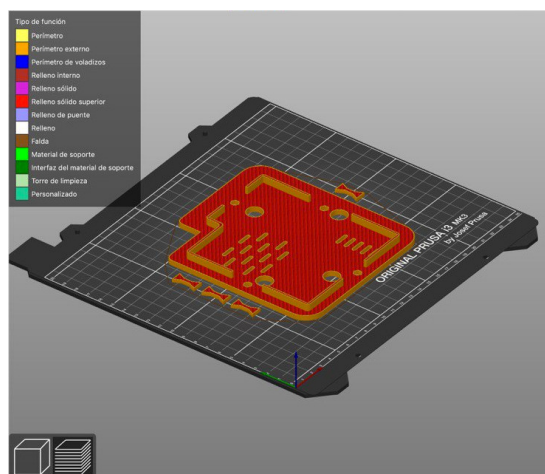 Tipo de función
Perímetro
Perímetro externo
Perímetro de voladizos
Relleno interno
Relleno sólido
Relleno sólido superior
Relleno de puente
Relleno
Falda
Material de soporte
Interfaz del material de soporte
Torre de limpieza
Personalizado
ORIGINAL PRUSA i3 MK3
by Josef Prusa